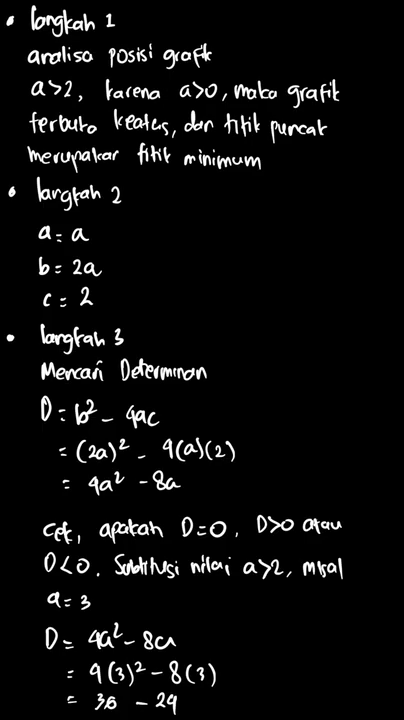 • langkah 1
analisa posisi grafik
a>2, karena a>0, maka grafik
terbuka keatas, dan titik puncak
merupakan titik minimum
• langkah 2
a = a
b = 2a
c = 2
• langkah 3
Mencari Determinan
D = b² - 4ac
= (2a)² - 4(a)(2)
= 4a² - 8a
Cek, apakah D=0, D>0 atau
D<0. Subtitusi nilai a>2, misal
a = 3
D = 4a² - 8a
= 4(3)² - 8(3)
= 36 - 24